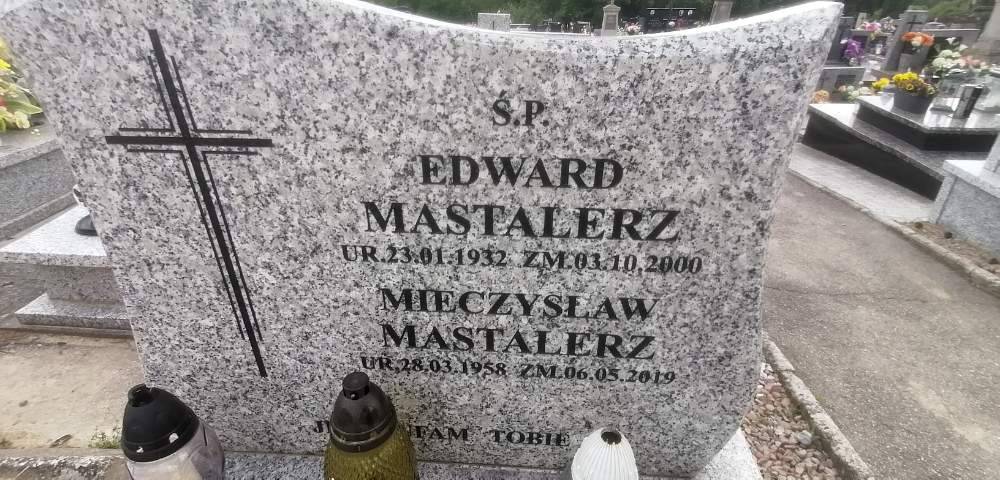 Ś.P.
EDWARD
MASTALERZ
UR.23.01.1932 ZM.03.10.2000
MIECZYSŁAW
MASTALERZ
UR.28.03.1958 ZM.06.05.2019
TOBIE